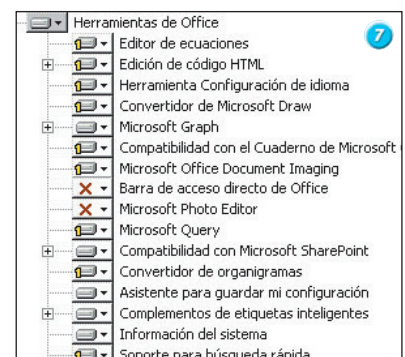 Herramientas de Office
7
Editor de ecuaciones
Edición de código HTML
Herramienta Configuración de idioma
Convertidor de Microsoft Draw
Microsoft Graph
Compatibilidad con el Cuaderno de Microsoft
Microsoft Office Document Imaging
Barra de acceso directo de Office
Microsoft Photo Editor
Microsoft Query
Compatibilidad con Microsoft SharePoint
Convertidor de organigramas
Asistente para guardar mi configuración
Complementos de etiquetas inteligentes
Información del sistema
Soporte para búsqueda rápida